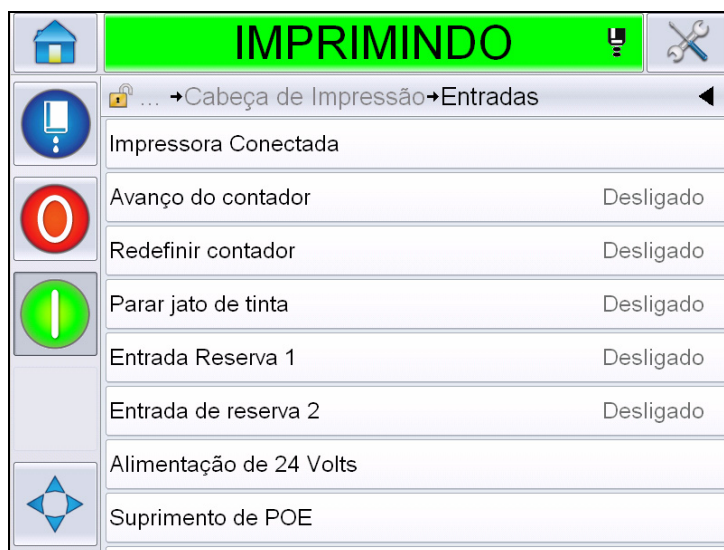 IMPRIMINDO
... →Cabeça de Impressão→Entradas
Impressora Conectada
Avanço do contador Desligado
Redefinir contador Desligado
Parar jato de tinta Desligado
Entrada Reserva 1 Desligado
Entrada de reserva 2 Desligado
Alimentação de 24 Volts
Suprimento de POE